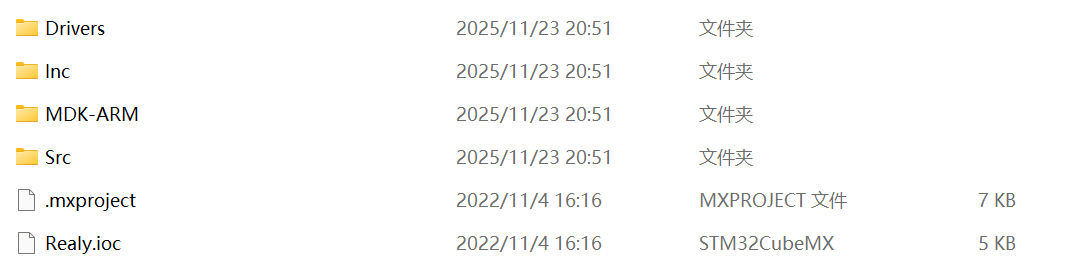 Drivers 2025/11/23 20:51 文件夹
Inc 2025/11/23 20:51 文件夹
MDK-ARM 2025/11/23 20:51 文件夹
Src 2025/11/23 20:51 文件夹
.mxproject 2022/11/4 16:16 MXPROJECT 文件 7 KB
Realy.ioc 2022/11/4 16:16 STM32CubeMX 5 KB